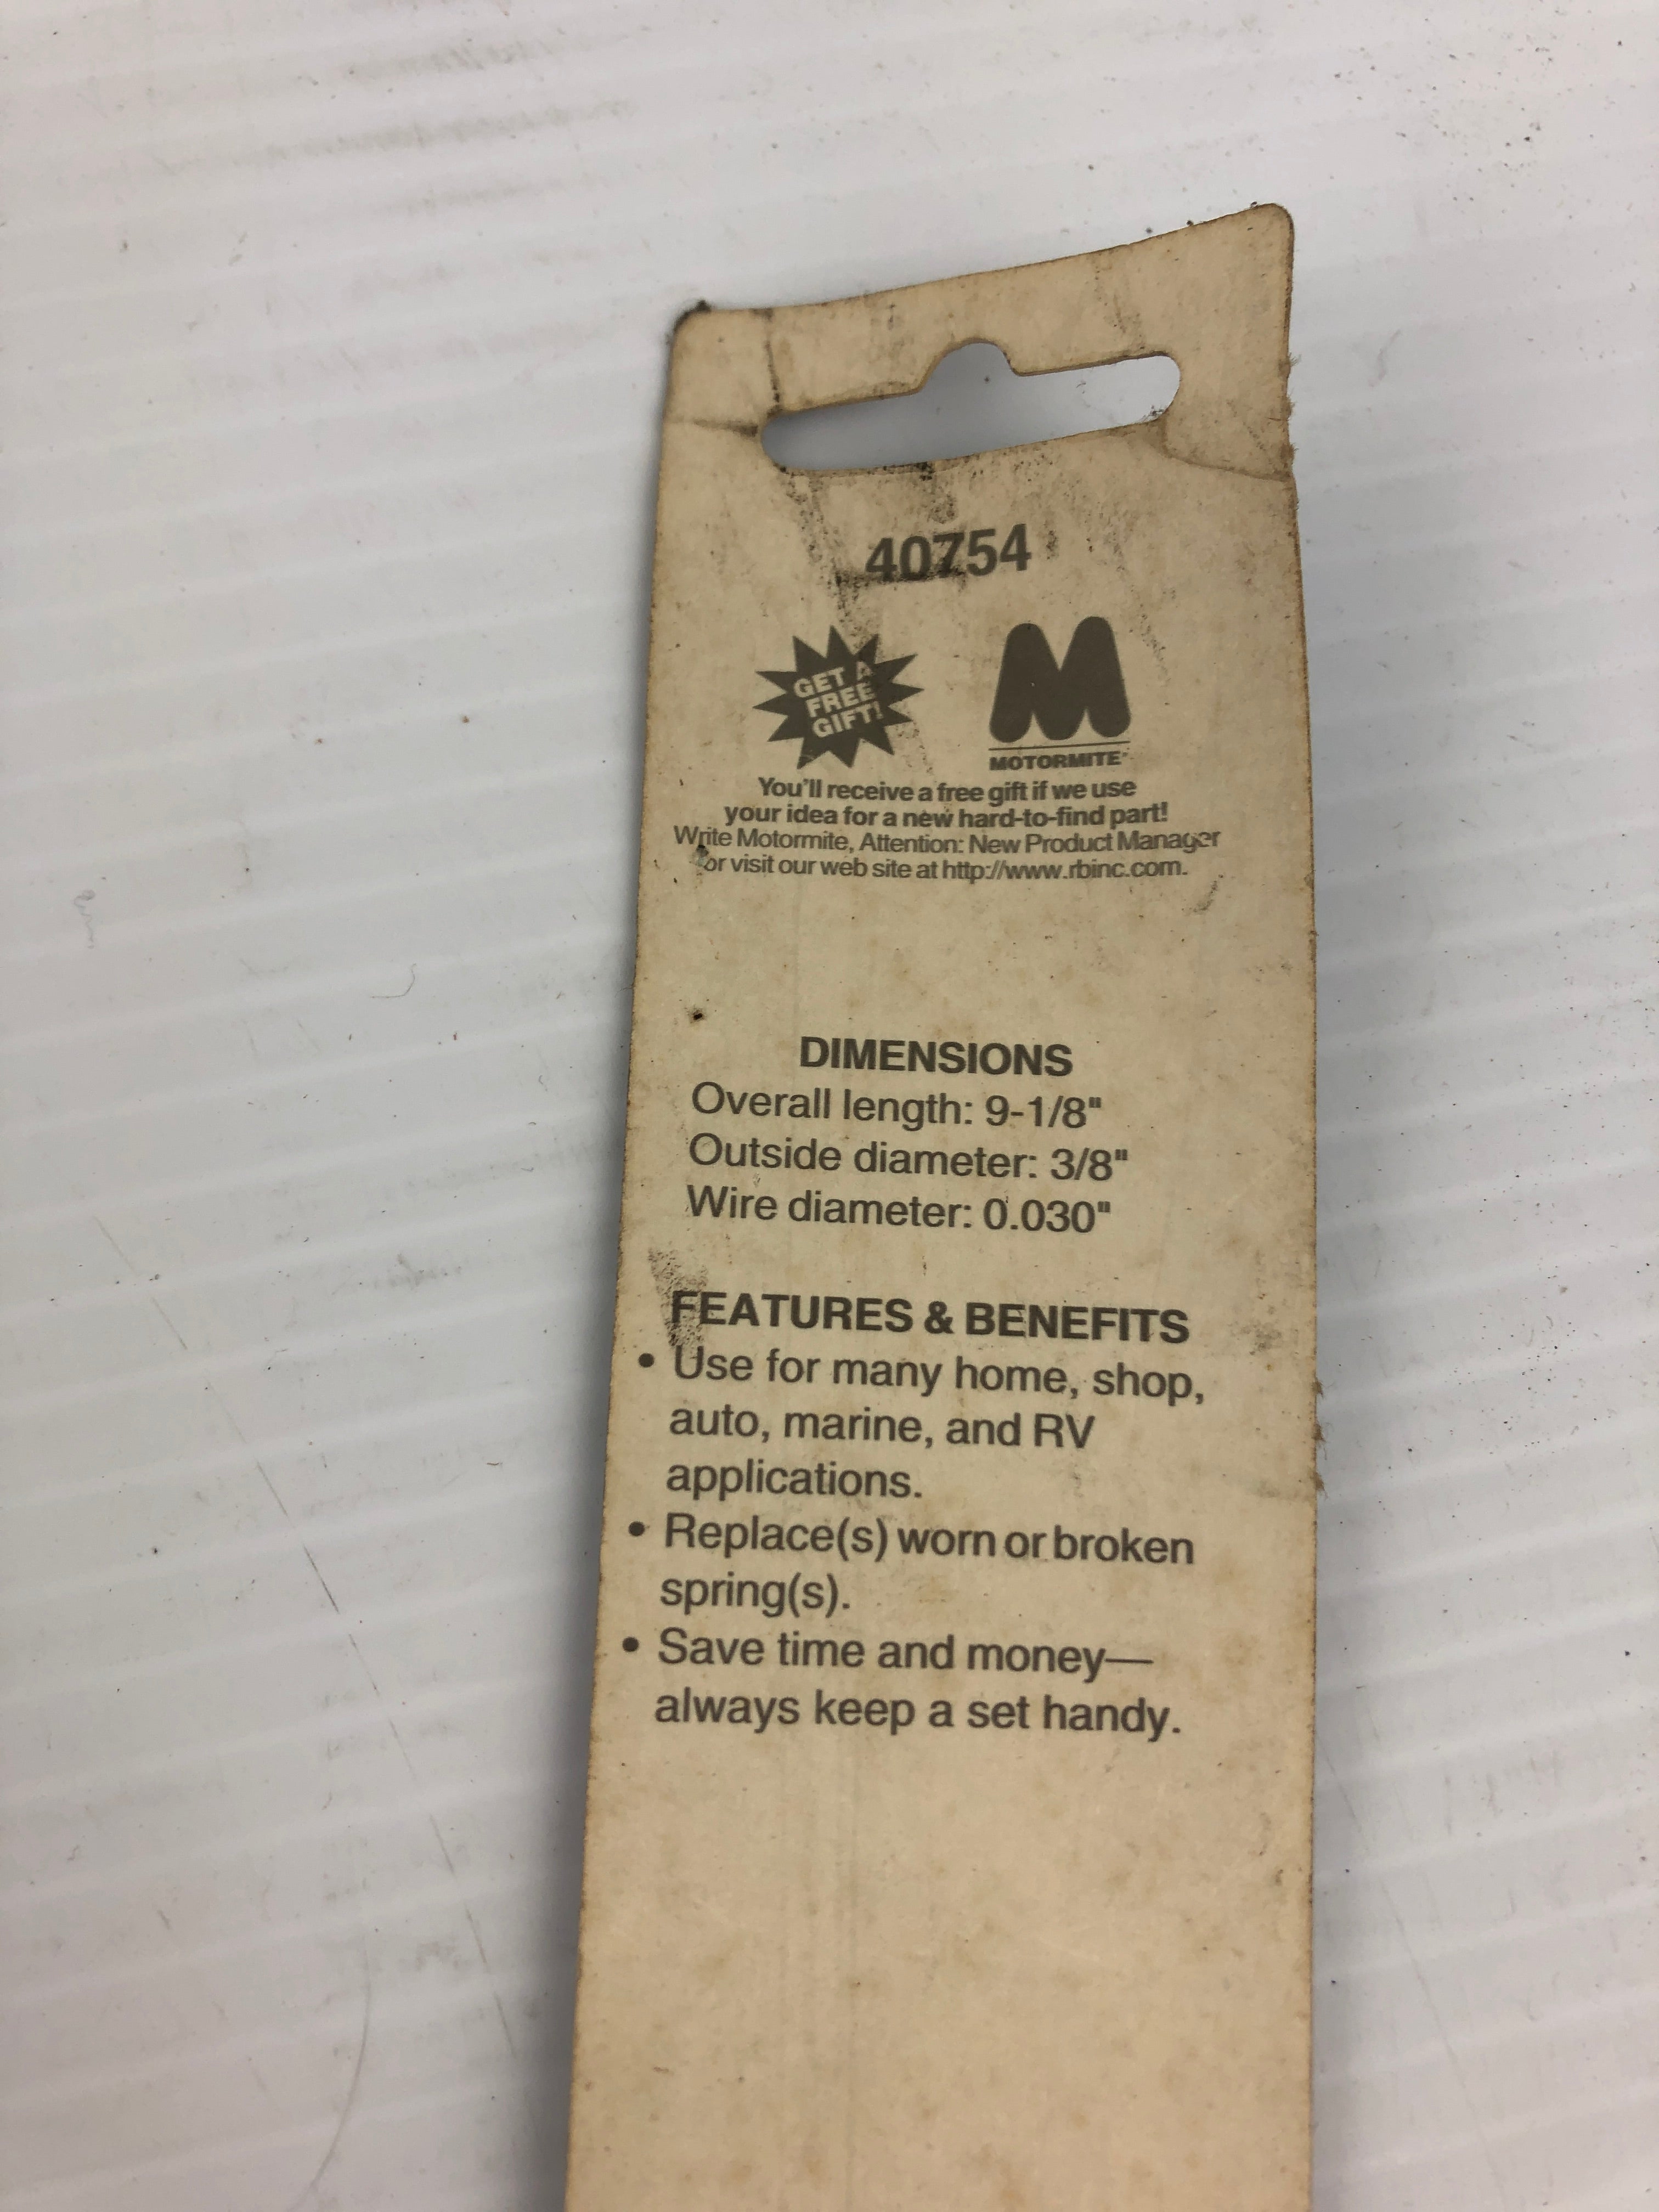 40754
GET A
FREE
GIFT!
M
MOTORMITE®
You'll receive a free gift if we use
your idea for a new hard-to-find part!
Write Motormite, Attention: New Product Manager
or visit our web site at http://www.rbinc.com.
DIMENSIONS
Overall length: 9-1/8"
Outside diameter: 3/8"
Wire diameter: 0.030"
FEATURES & BENEFITS
• Use for many home, shop,
auto, marine, and RV
applications.
• Replace(s) worn or broken
spring(s).
• Save time and money—
always keep a set handy.